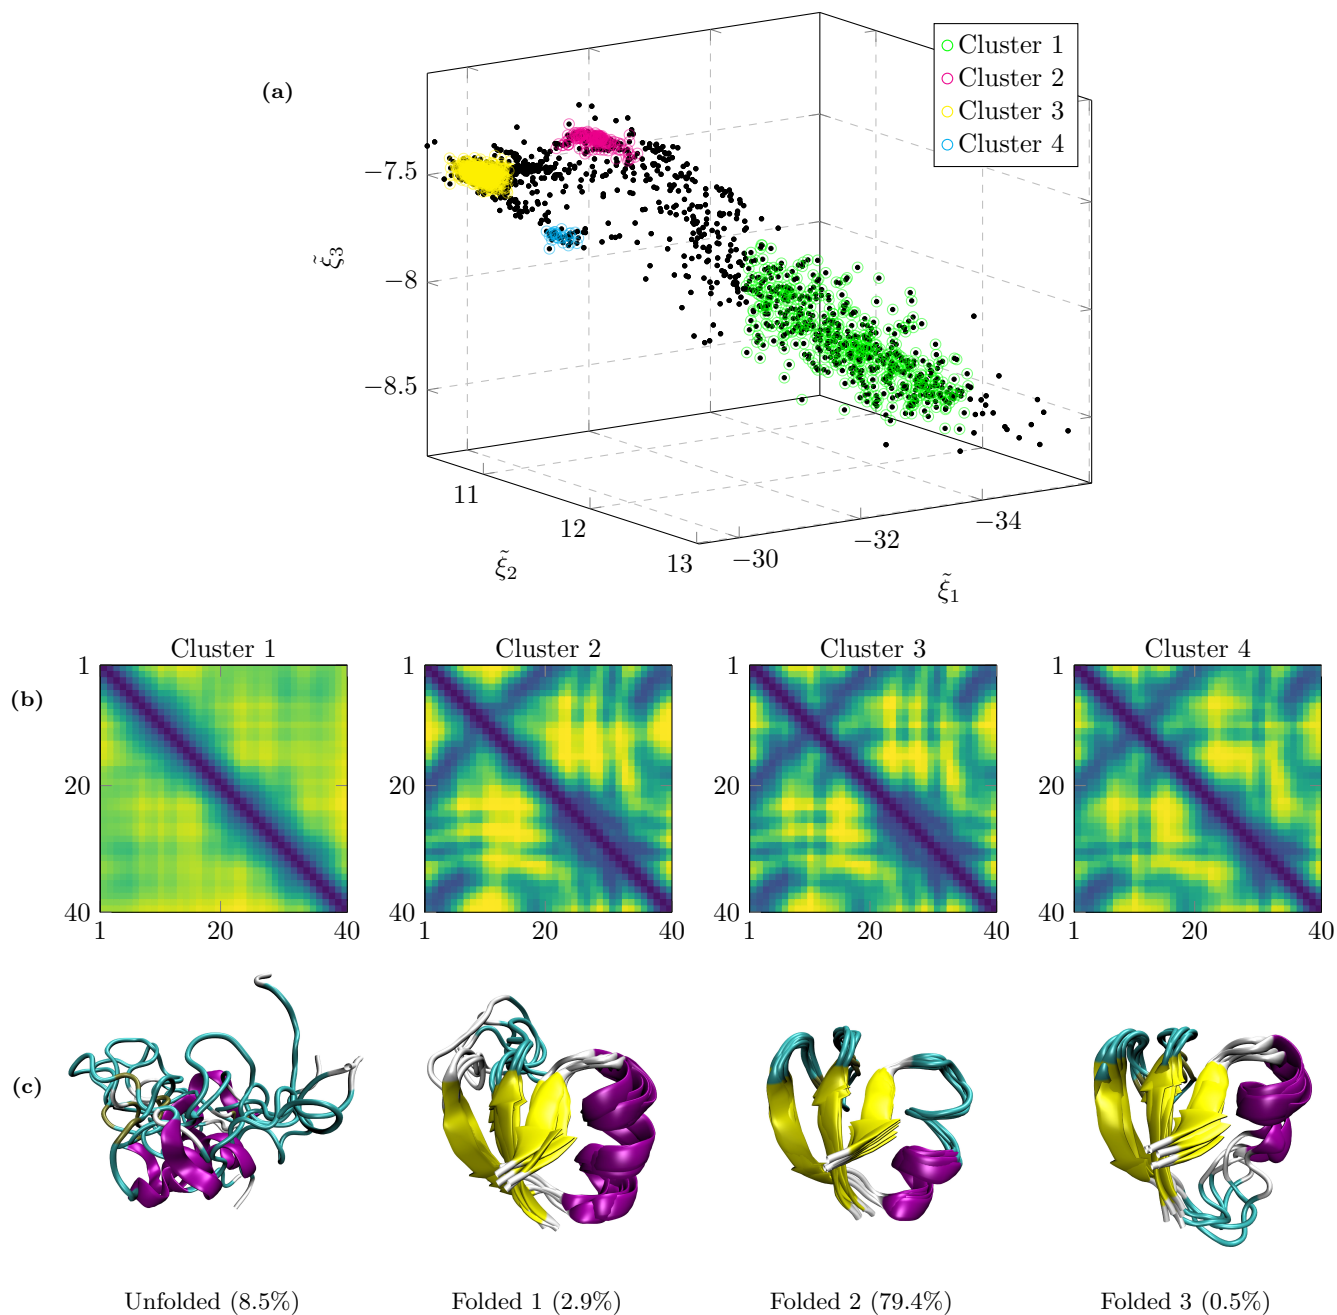 (a)
Cluster 1
Cluster 2
Cluster 3
Cluster 4
−7.5
−8
−8.5
ξ̃3
11
12
13
ξ̃2
−30
−32
−34
ξ̃1
(b)
Cluster 1
Cluster 2
Cluster 3
Cluster 4
1 1 1 1
20 20 20 20
40 40 40 40
1 20 40 1 20 40 1 20 40 1 20 40
(c)
Unfolded (8.5%)
Folded 1 (2.9%)
Folded 2 (79.4%)
Folded 3 (0.5%)